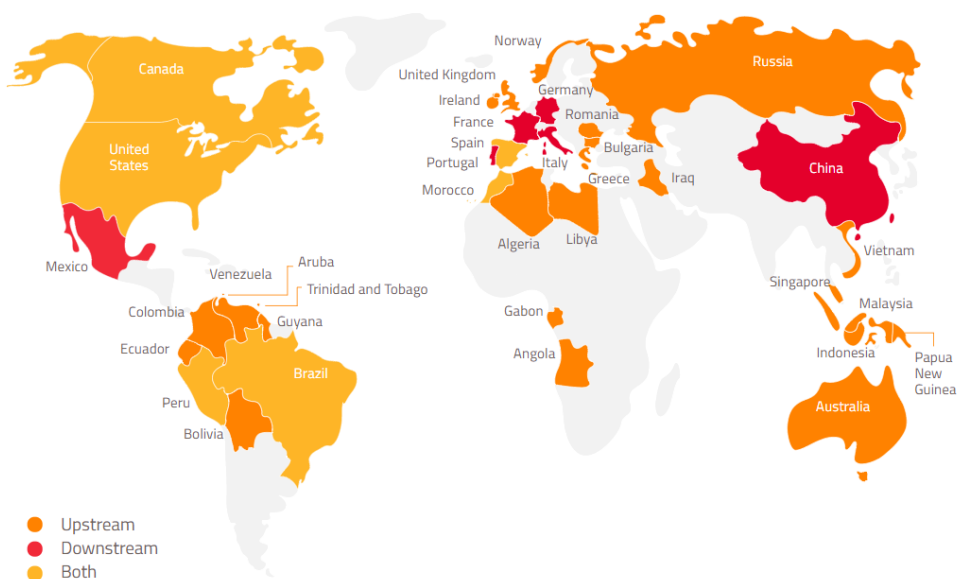 Norway
Canada
Russia
United Kingdom
Germany
Ireland
Romania
France
United
States
Spain
Bulgaria
Portugal
Italy
China
Greece
Iraq
Morocco
Algeria
Libya
Vietnam
Mexico
Venezuela
Aruba
Singapore
Trinidad and Tobago
Malaysia
Colombia
Gabon
Guyana
Ecuador
Angola
Indonesia
Papua
New
Guinea
Brazil
Peru
Australia
Bolivia
Upstream
Downstream
Both